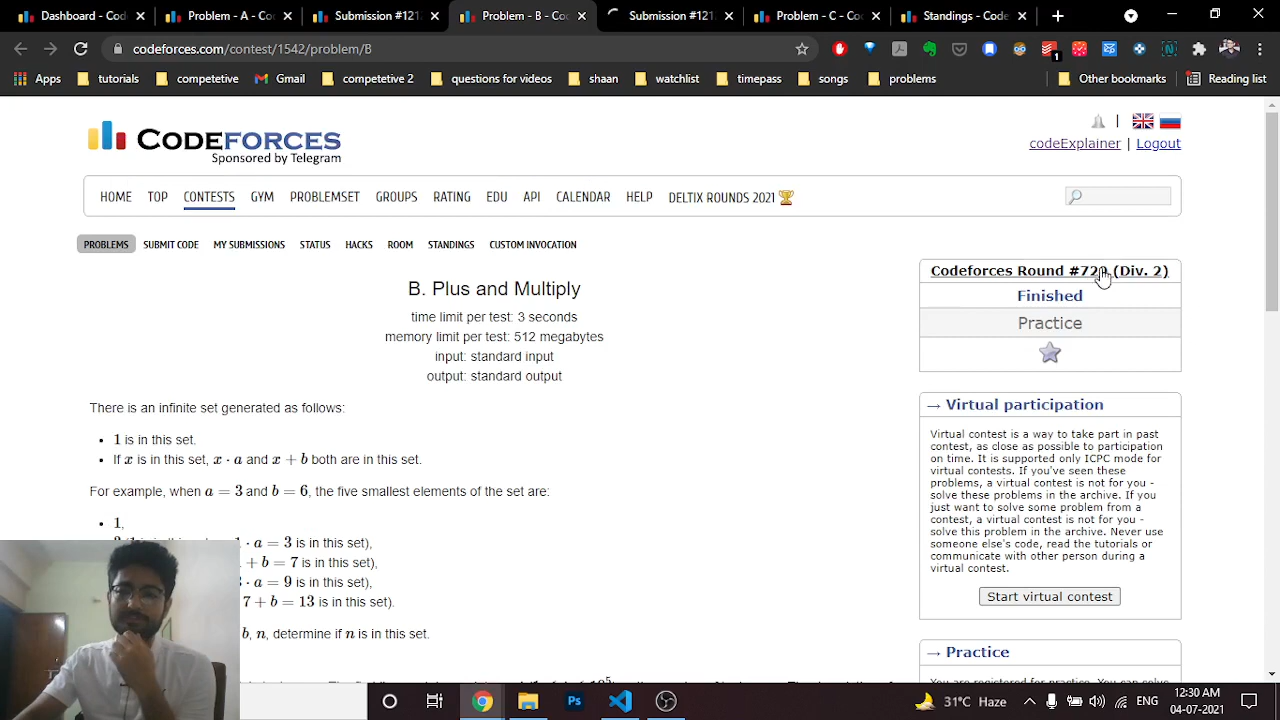 Dashboard - Code
Problem - A - Co
Submission #121
Problem - B - Co
Submission #121
Problem - C - Co
Standings - Code
codeforces.com/contest/1542/problem/B
1
Apps
tutorials
competetive
Gmail
competetive 2
questions for videos
shaan
watchlist
timepass
songs
problems
Other bookmarks
Reading list
CODEFORCES
Sponsored by Telegram
codeExplainer | Logout
HOME TOP CONTESTS GYM PROBLEMSET GROUPS RATING EDU API CALENDAR HELP DELTIX ROUNDS 2021
PROBLEMS SUBMIT CODE MY SUBMISSIONS STATUS HACKS ROOM STANDINGS CUSTOM INVOCATION
B. Plus and Multiply
time limit per test: 3 seconds
memory limit per test: 512 megabytes
input: standard input
output: standard output
There is an infinite set generated as follows:
• 1 is in this set.
• If x is in this set, x · a and x + b both are in this set.
For example, when a = 3 and b = 6, the five smallest elements of the set are:
• 1,
· a = 3 is in this set),
+ b = 7 is in this set),
· a = 9 is in this set),
7 + b = 13 is in this set).
b, n, determine if n is in this set.
Codeforces Round #72 (Div. 2)
Finished
Practice
→ Virtual participation
Virtual contest is a way to take part in past
contest, as close as possible to participation
on time. It is supported only ICPC mode for
virtual contests. If you've seen these
problems, a virtual contest is not for you -
solve these problems in the archive. If you
just want to solve some problem from a
contest, a virtual contest is not for you -
solve this problem in the archive. Never use
someone else's code, read the tutorials or
communicate with other person during a
virtual contest.
Start virtual contest
→ Practice
Ps
31°C Haze
ENG
12:30 AM
04-07-2021